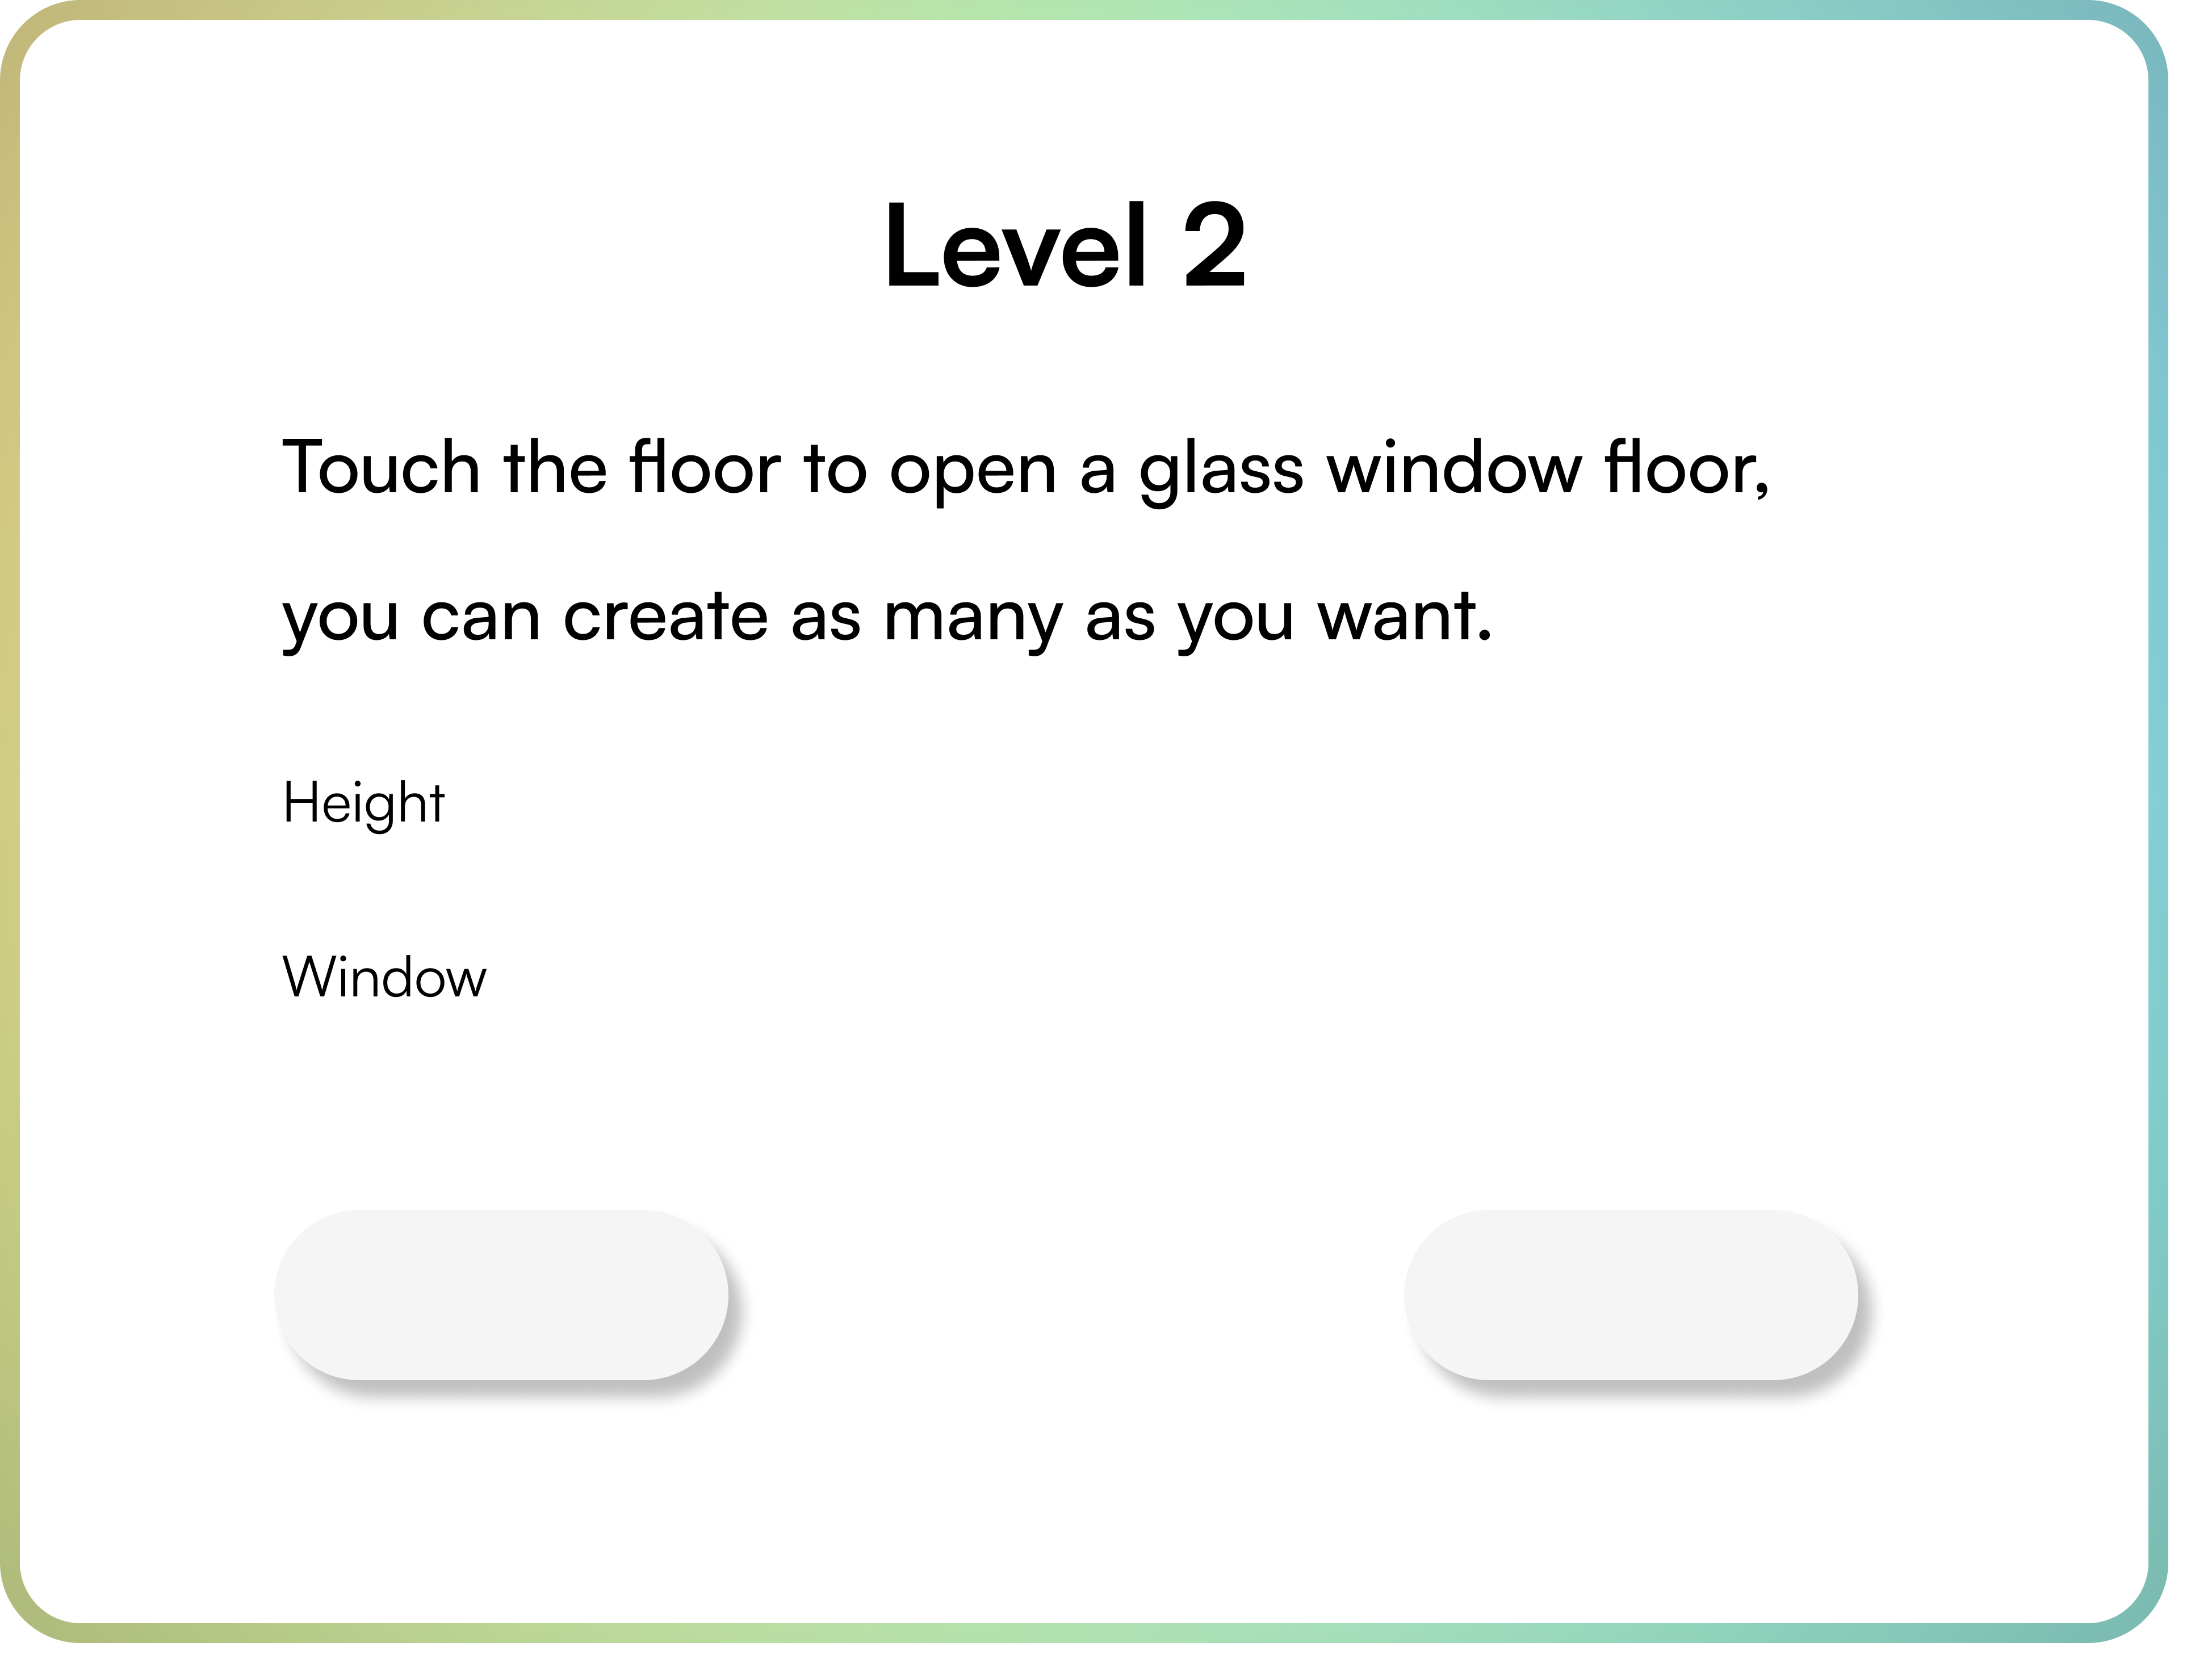 Level 2
Touch the floor to open a glass window floor,
you can create as many as you want.
Height
Window